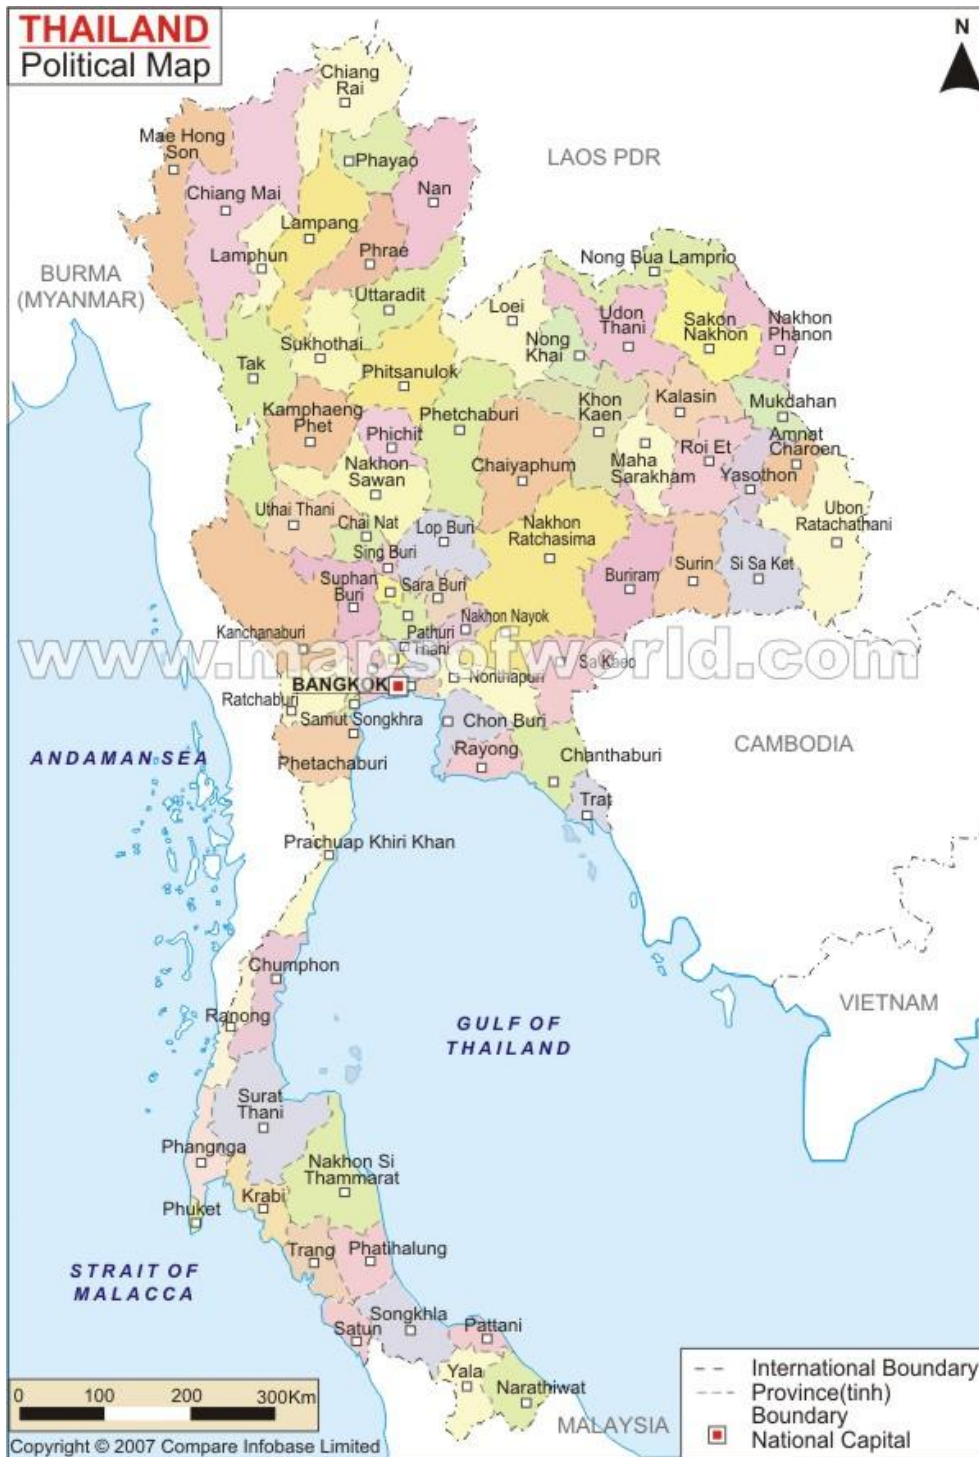 THAILAND
Political Map
N
Chiang
Rai
Mae Hong
Son
Phayao
LAOS PDR
Chiang Mai
Nan
Lampang
Lamphun
Phrae
Nong Bua Lamprio
BURMA
(MYANMAR)
Uttaradit
Loei
Udon
Thani
Sakon
Nakhon
Nakhon
Phanon
Sukhothai
Nong
Khai
Tak
Phitsanulok
Kamphaeng
Phet
Phetchaburi
Khon
Kaen
Kalasin
Mukdahan
Phichit
Amnat
Charoen
Roi Et
Nakhon
Sawan
Chaiyaphum
Maha
Sarakham
Yasothon
Uthai Thani
Chai Nat
Lop Buri
Nakhon
Ratchasima
Ubon
Ratachathani
Sing Buri
Suphan
Buri
Sara Buri
Buriram
Surin
Si Sa Ket
Kanchanaburi
Pathuri
Thani
Nakhon Nayok
www.mapsofworld.com
Sa Kaeo
Nonthapuri
BANGKOK
Ratchaburi
Samut Songkhra
Chon Buri
Phetachaburi
Rayong
Chanthaburi
CAMBODIA
ANDAMAN SEA
Trat
Prachuap Khiri Khan
Chumphon
Ranong
GULF OF
THAILAND
VIETNAM
Surat
Thani
Phangnga
Nakhon Si
Thammarat
Krabi
Phuket
Trang
Phatihalung
STRAIT OF
MALACCA
Songkhla
Satun
Pattani
Yala
Narathiwat
MALAYSIA
0 100 200 300Km
Copyright © 2007 Compare Infobase Limited
International Boundary
Province(tinh)
Boundary
National Capital